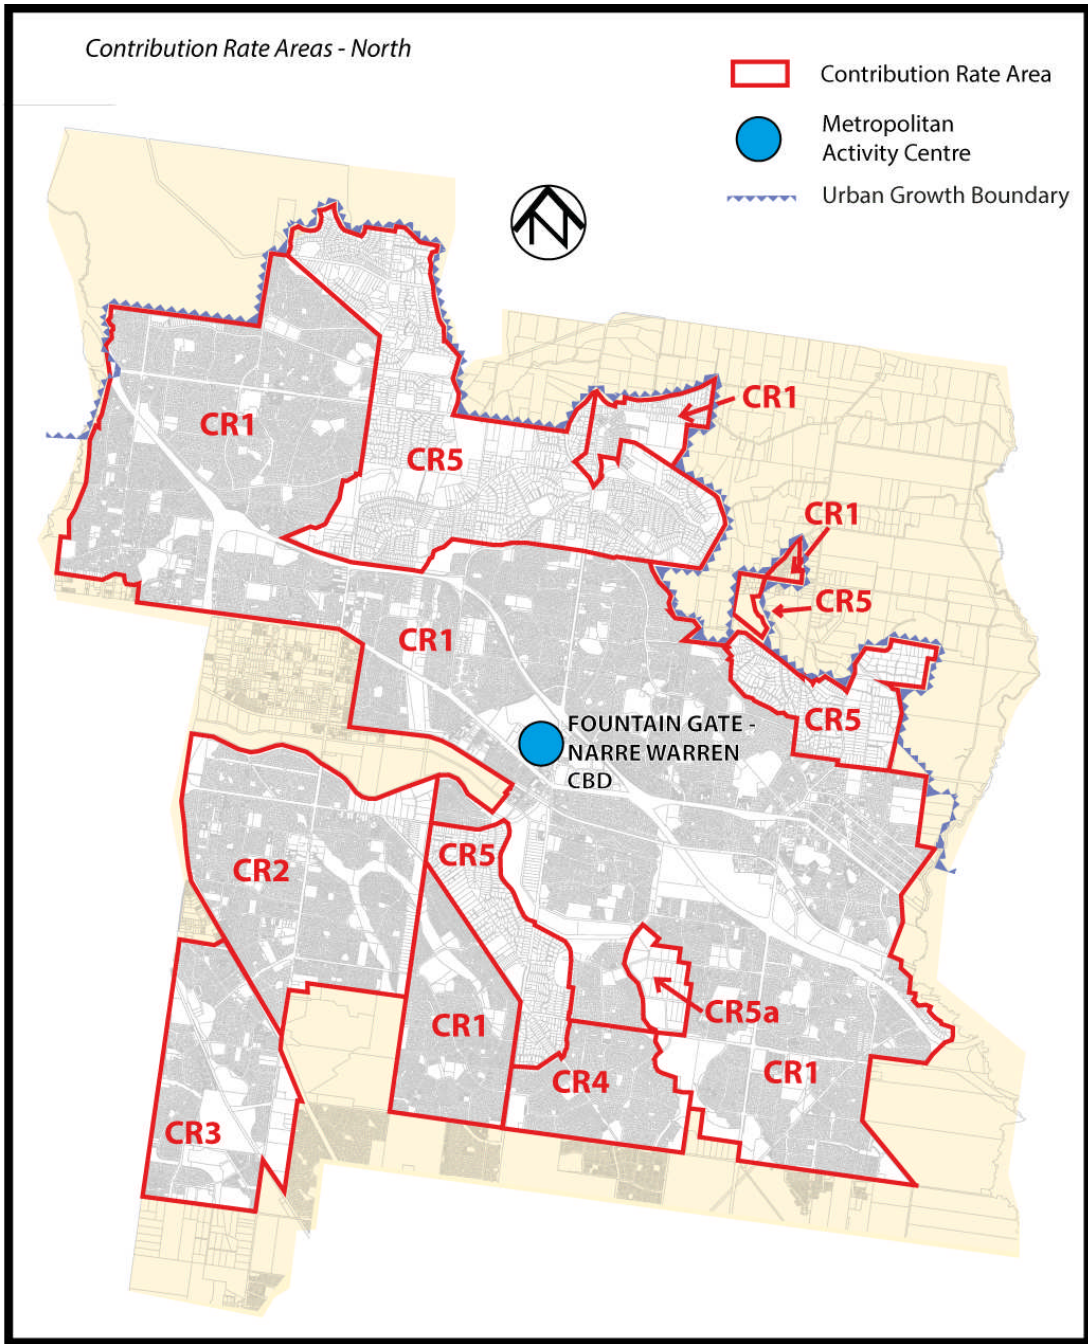 Contribution Rate Areas - North
Contribution Rate Area
Metropolitan
Activity Centre
Urban Growth Boundary
N
CR1
CR1
CR5
CR1
CR5
CR1
CR5
FOUNTAIN GATE -
NARRE WARREN
CBD
CR5
CR2
CR5a
CR1
CR1
CR4
CR3